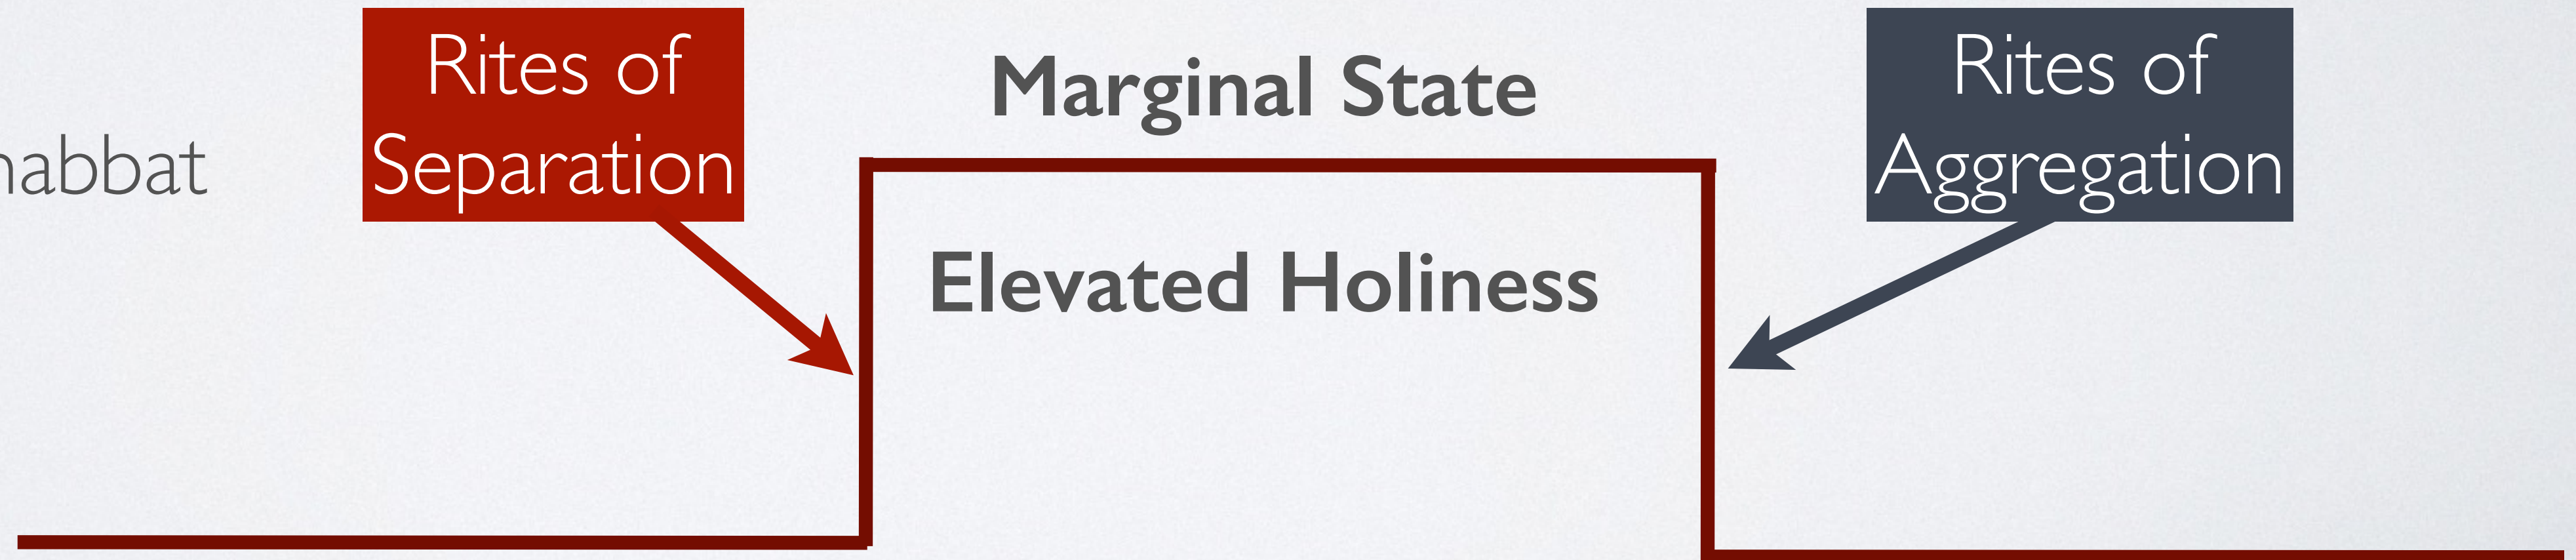 Rites of
Separation
Marginal State
Rites of
Aggregation
habbat
Elevated Holiness